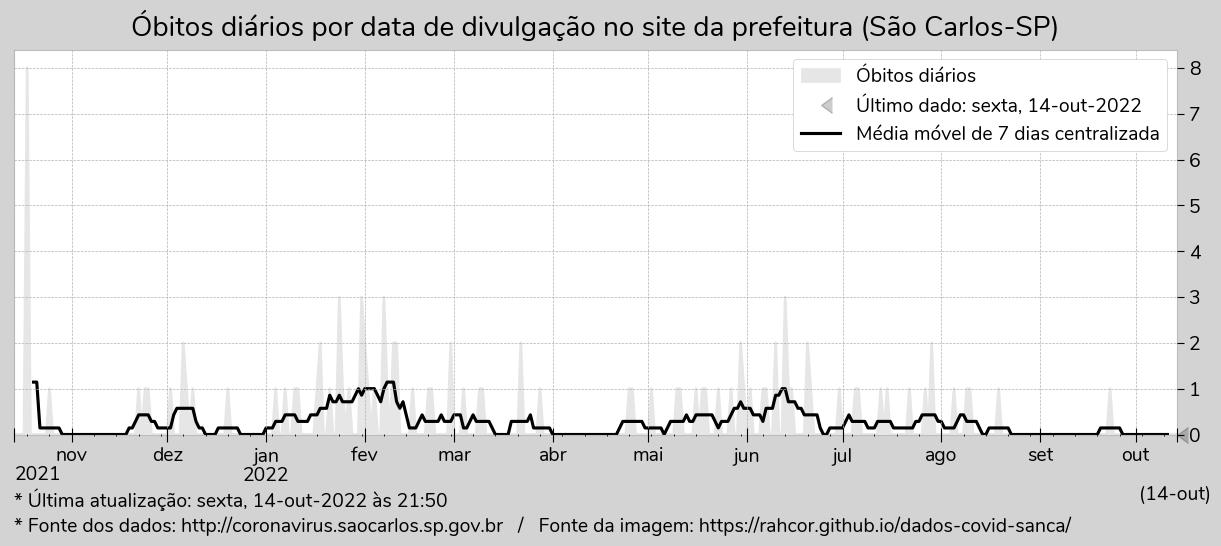 Óbitos diários por data de divulgação no site da prefeitura (São Carlos-SP)
Óbitos diários
Último dado: sexta, 14-out-2022
Média móvel de 7 dias centralizada
8
7
6
5
4
3
2
1
0
nov dez jan fev mar abr mai jun jul ago set out
2021 2022
(14-out)
* Última atualização: sexta, 14-out-2022 às 21:50
* Fonte dos dados: http://coronavirus.saocarlos.sp.gov.br / Fonte da imagem: https://rahcor.github.io/dados-covid-sanca/